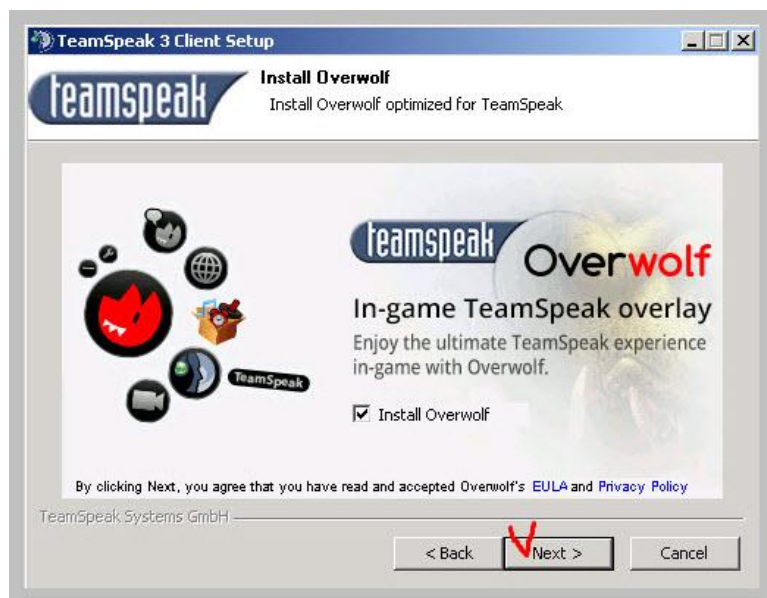 TeamSpeak 3 Client Setup
teamspeak
Install Overwolf
Install Overwolf optimized for TeamSpeak
teamspeak
Overwolf
In-game TeamSpeak overlay
Enjoy the ultimate TeamSpeak experience
in-game with Overwolf.
TeamSpeak
Install Overwolf
By clicking Next, you agree that you have read and accepted Overwolf's EULA and Privacy Policy
TeamSpeak Systems GmbH
< Back
Next >
Cancel